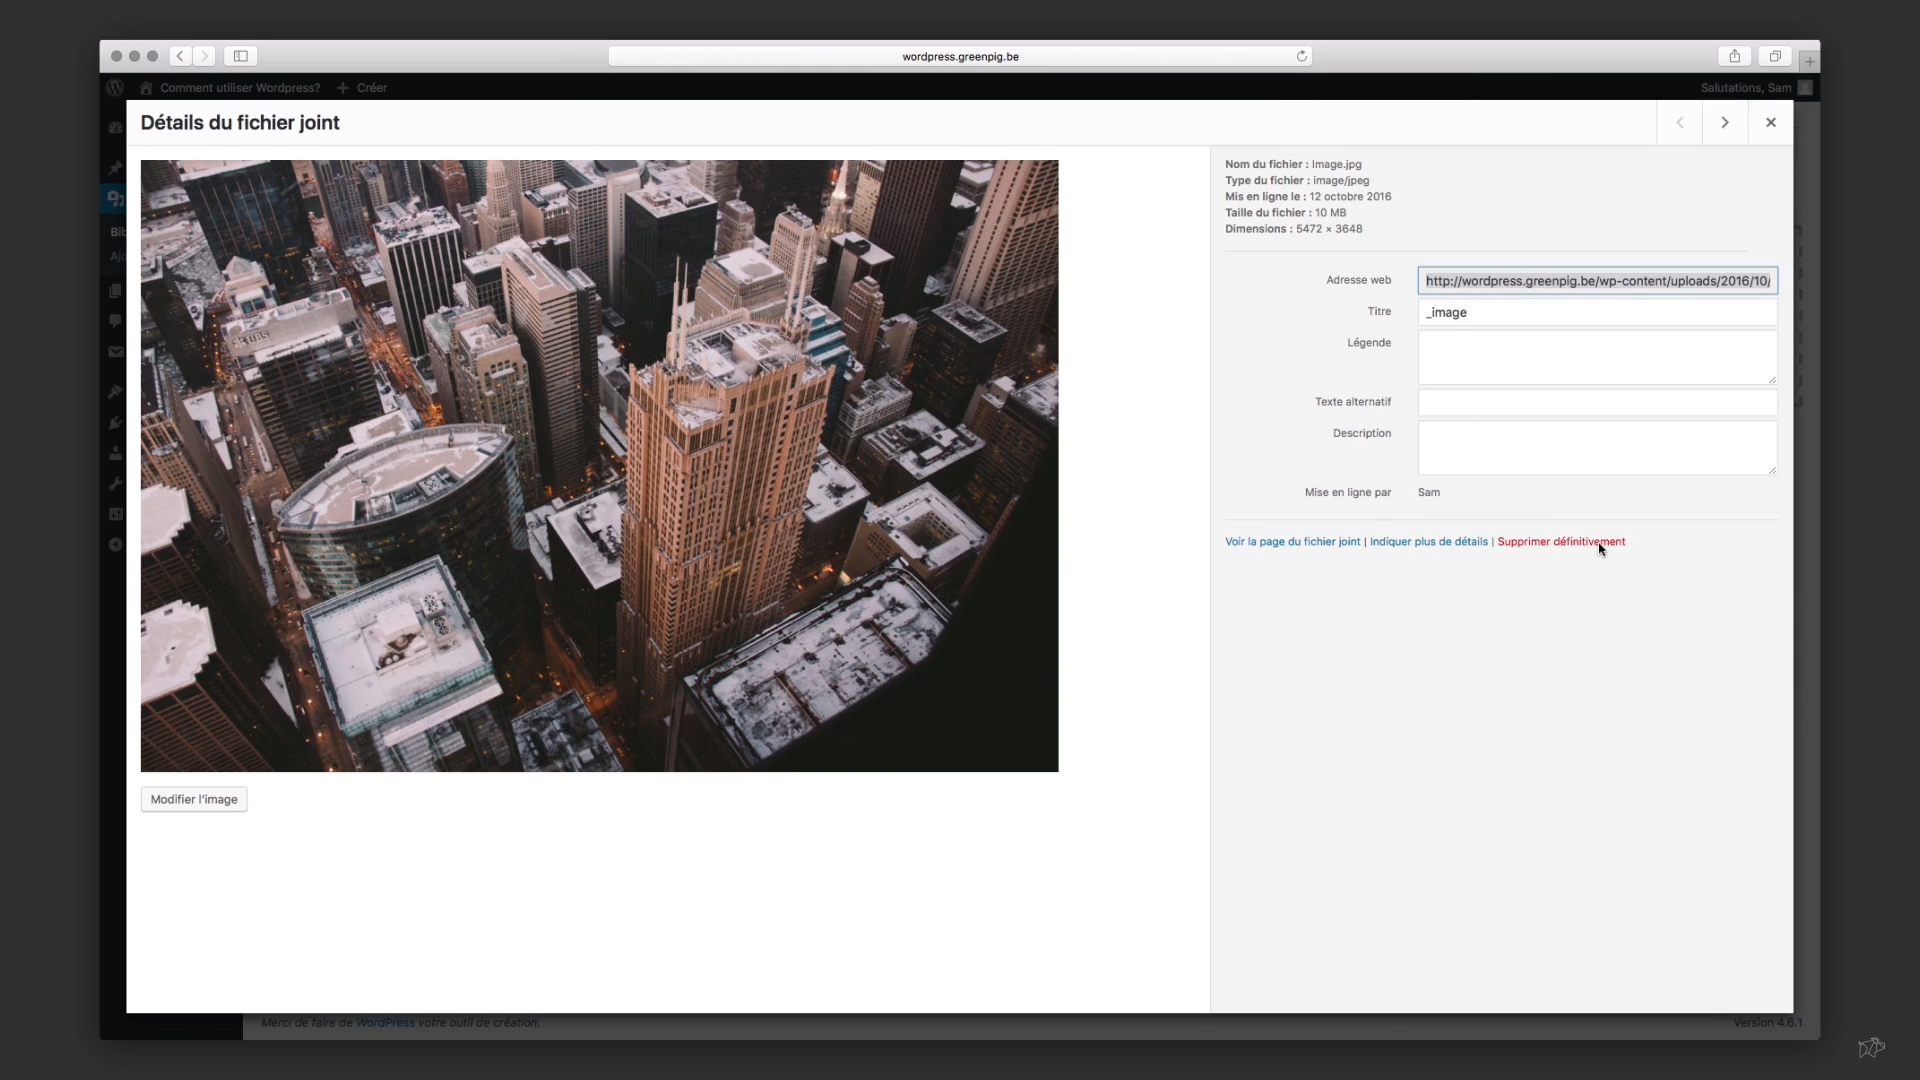 wordpress.greenpig.be
Comment utiliser Wordpress?
Créer
Salutations, Sam
Détails du fichier joint
Nom du fichier : Image.jpg
Type du fichier : image/jpeg
Mis en ligne le : 12 octobre 2016
Taille du fichier : 10 MB
Dimensions : 5472 × 3648
Bib
Ajo
UBS
Adresse web
http://wordpress.greenpig.be/wp-content/uploads/2016/10/
Titre
_image
Légende
Texte alternatif
Description
Mise en ligne par
Sam
Voir la page du fichier joint | Indiquer plus de détails | Supprimer définitivement
Modifier l'image
Merci de faire de WordPress votre outil de création.
Version 4.6.1